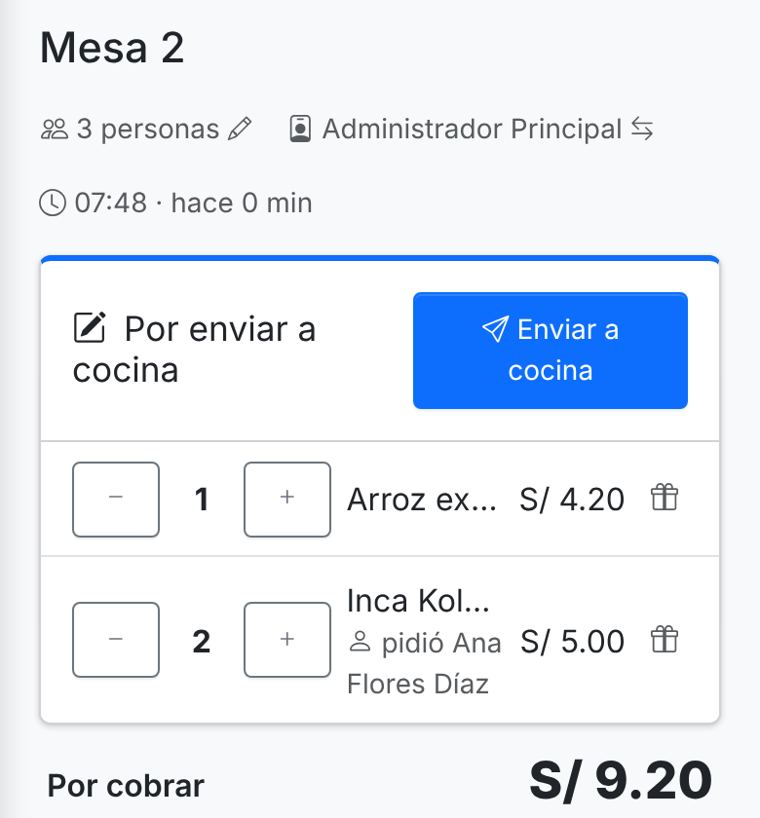 Mesa 2
3 personas Administrador Principal
07:48 · hace 0 min
Por enviar a
cocina
Enviar a
cocina
− 1 + Arroz ex... S/ 4.20
Inca Kol...
− 2 + pidió Ana S/ 5.00
Flores Díaz
Por cobrar S/ 9.20